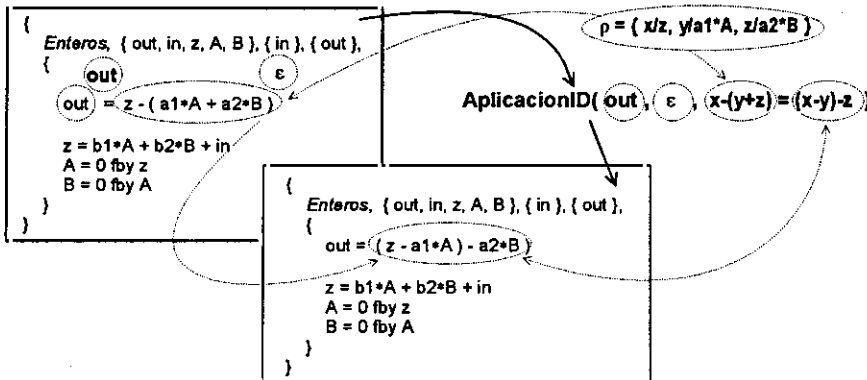 {
Enteros, { out, in, z, A, B }, { in }, { out },
{
out ε
out = z - ( a1*A + a2*B )
z = b1*A + b2*B + in
A = 0 fby z
B = 0 fby A
}
}
ρ = { x/z, y/a1*A, z/a2*B }
AplicacionID( out, ε, x-(y+z) = (x-y)-z )
{
Enteros, { out, in, z, A, B }, { in }, { out },
{
out = ( z - a1*A ) - a2*B )
z = b1*A + b2*B + in
A = 0 fby z
B = 0 fby A
}
}